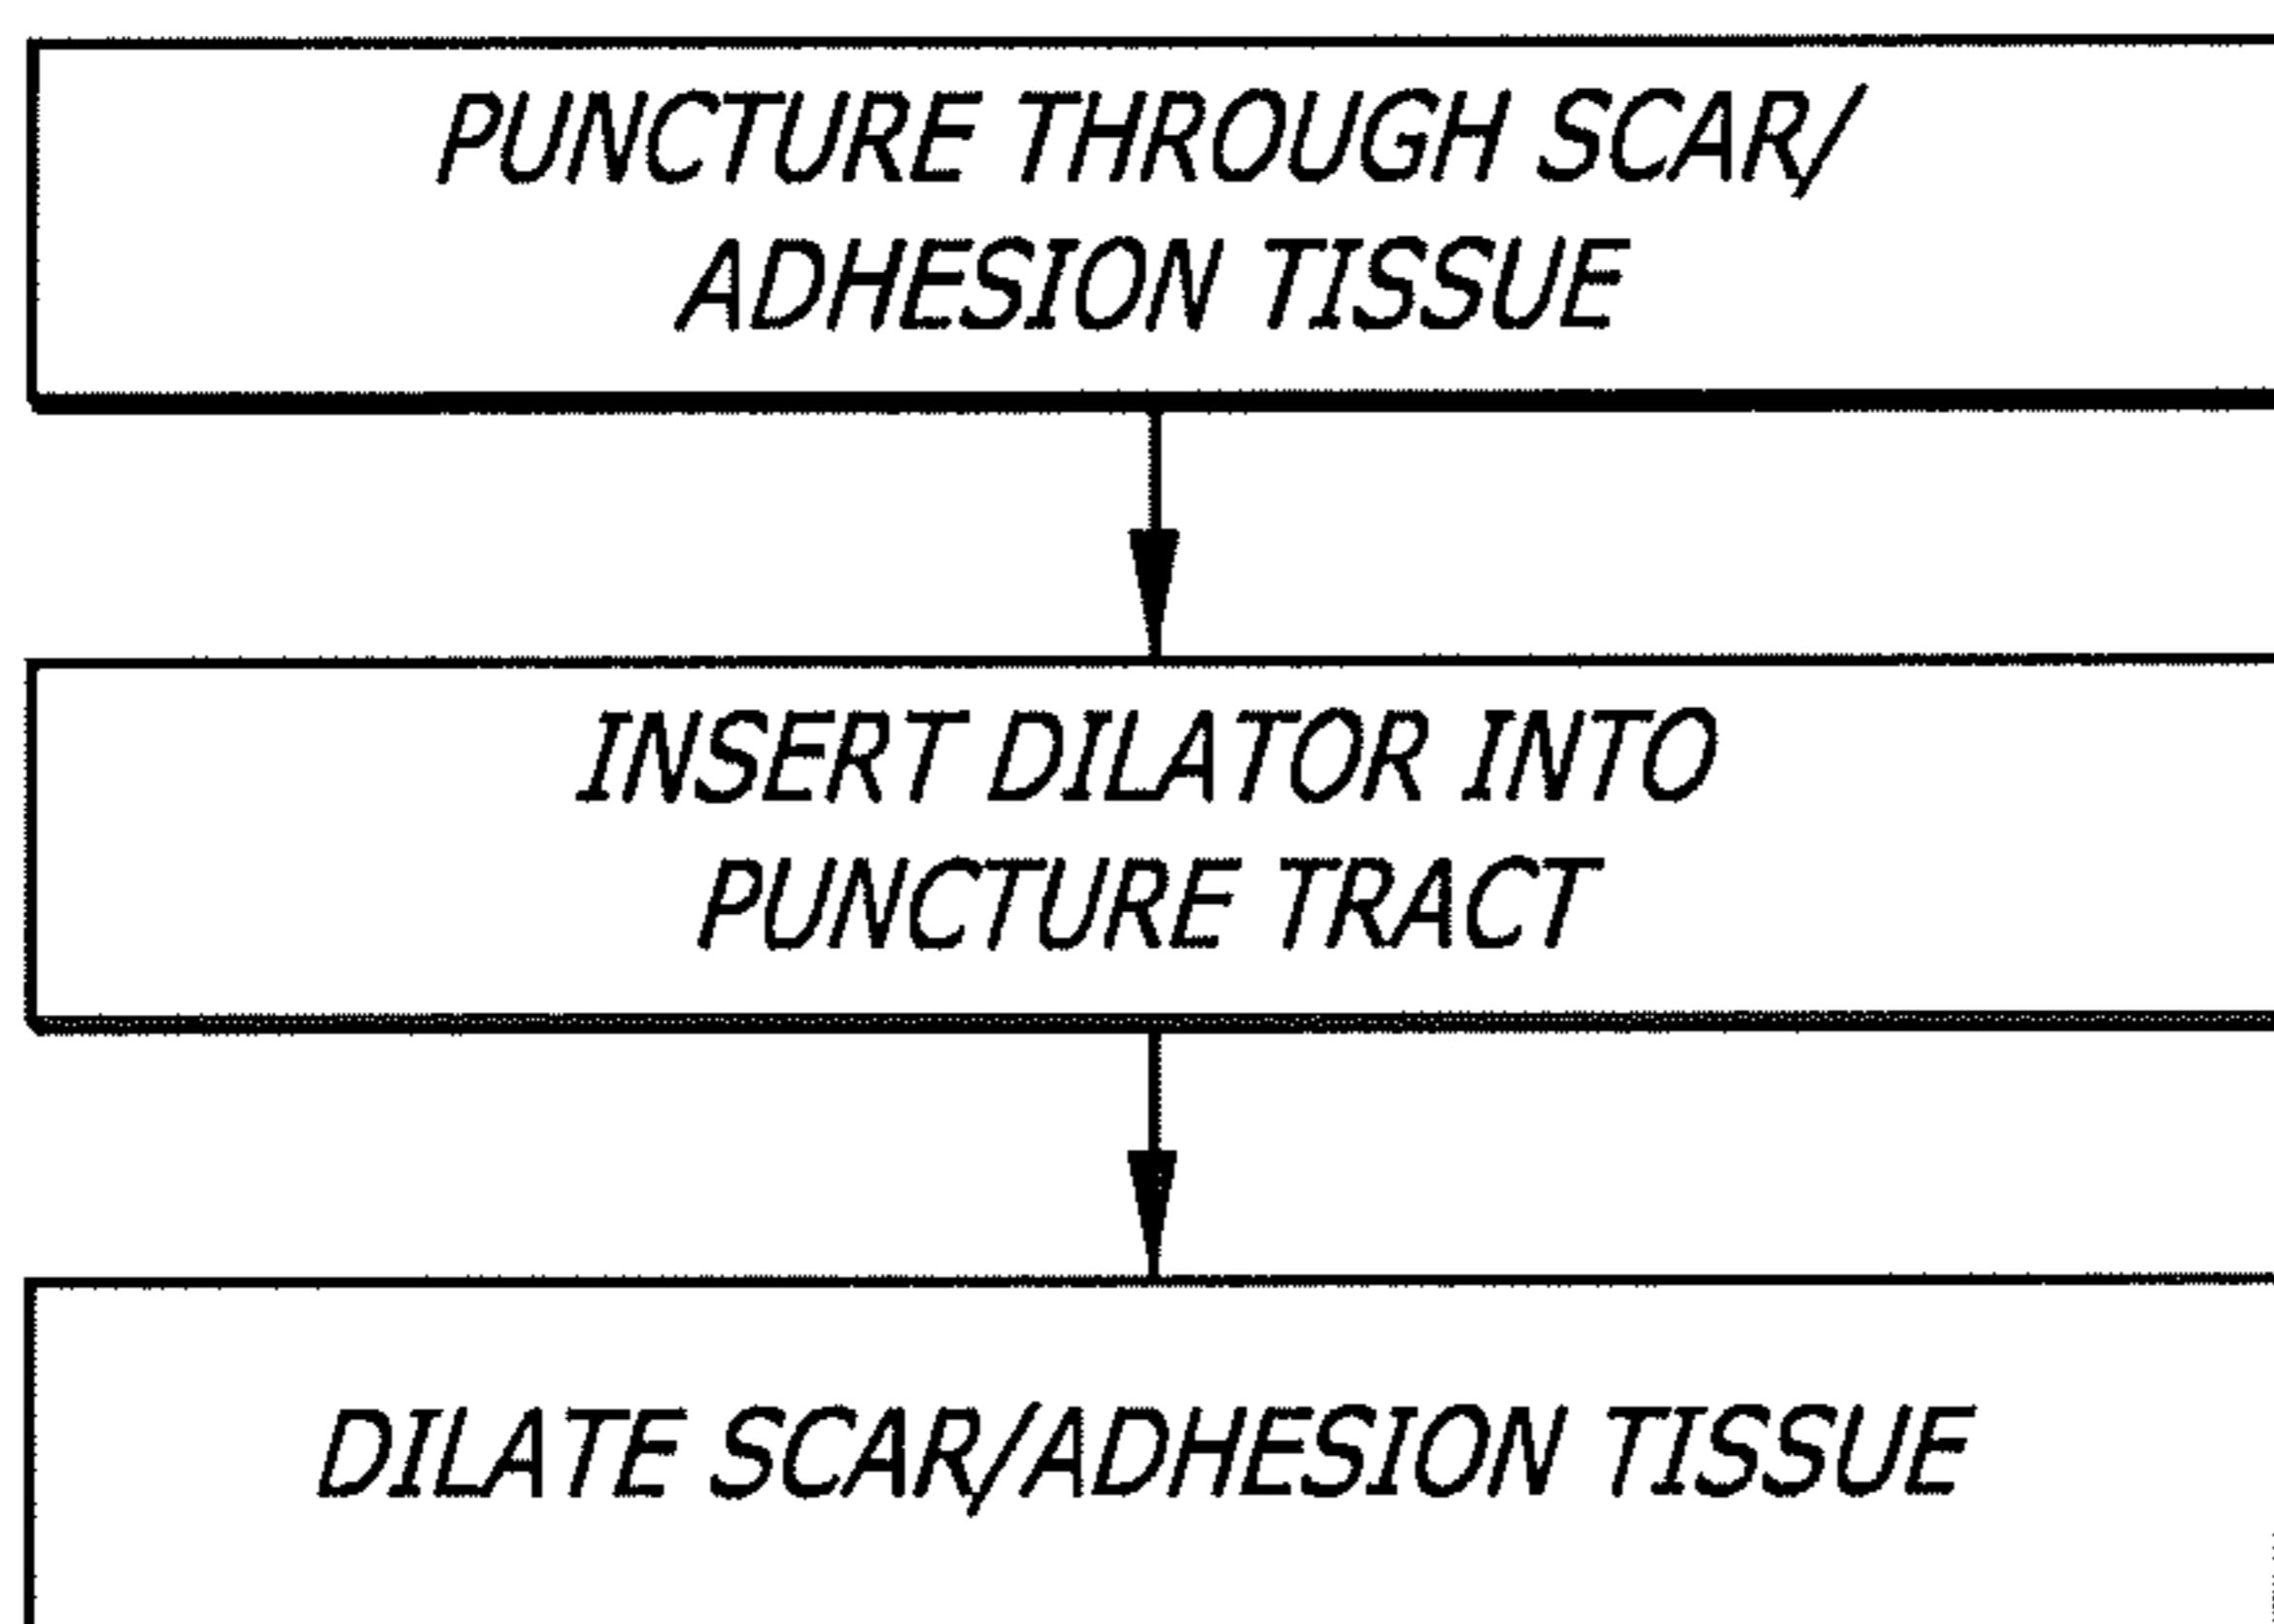 PUNCTURE THROUGH SCAR/
ADHESION TISSUE
INSERT DILATOR INTO
PUNCTURE TRACT
DILATE SCAR/ADHESION TISSUE